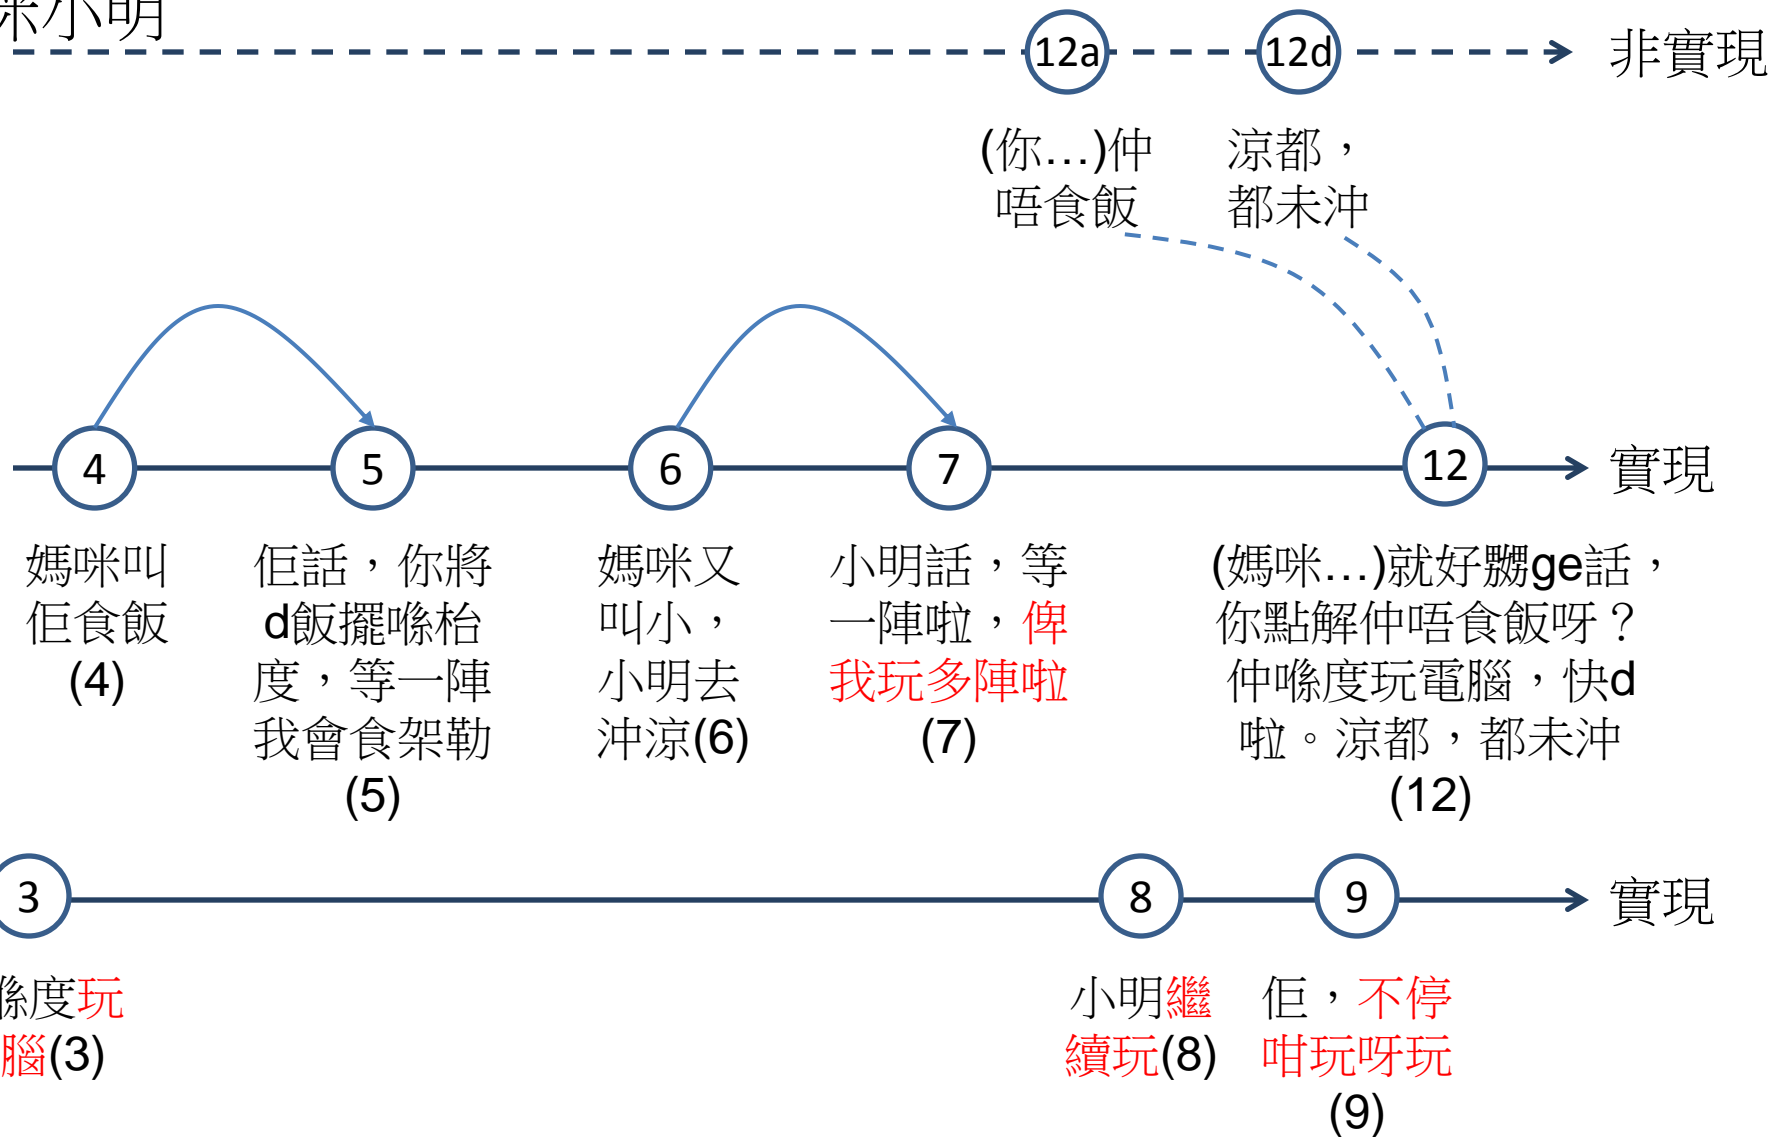 咪小明
12a
12d
非實現
(你…)仲
唔食飯
涼都，
都未沖
4
5
6
7
12
實現
媽咪叫
佢食飯
(4)
佢話，你將
d飯擺喺枱
度，等一陣
我會食架勒
(5)
媽咪又
叫小，
小明去
沖涼(6)
小明話，等
一陣啦，俾
我玩多陣啦
(7)
(媽咪…)就好嬲ge話，
你點解仲唔食飯呀？
仲喺度玩電腦，快d
啦。涼都，都未沖
(12)
3
8
9
實現
喺度玩
腦(3)
小明繼
續玩(8)
佢，不停
咁玩呀玩
(9)